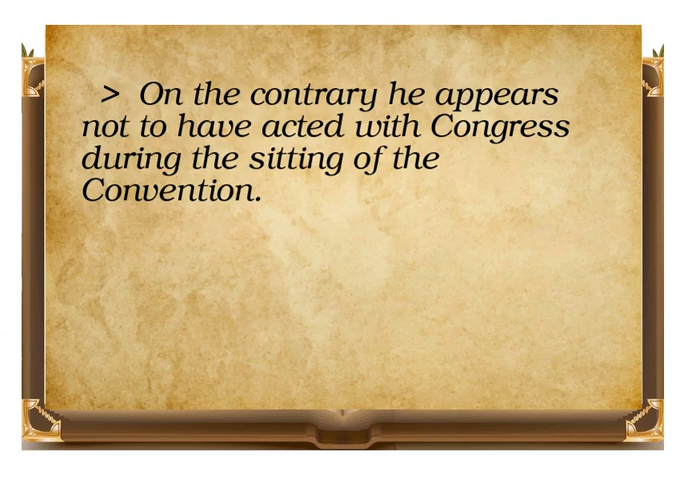 > On the contrary he appears
not to have acted with Congress
during the sitting of the
Convention.